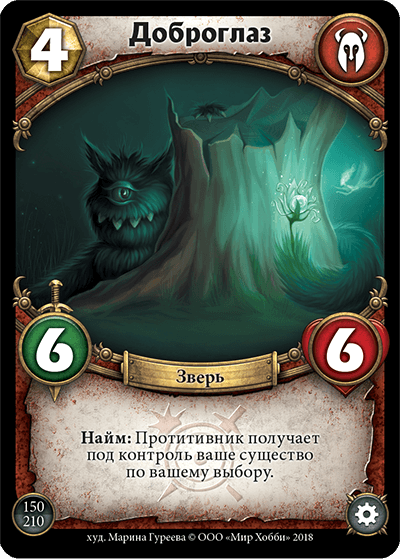 4
Доброглаз
6
6
Зверь
Найм: Протитивник получает
под контроль ваше существо
по вашему выбору.
150
210
худ. Марина Гуреева © ООО «Мир Хобби» 2018